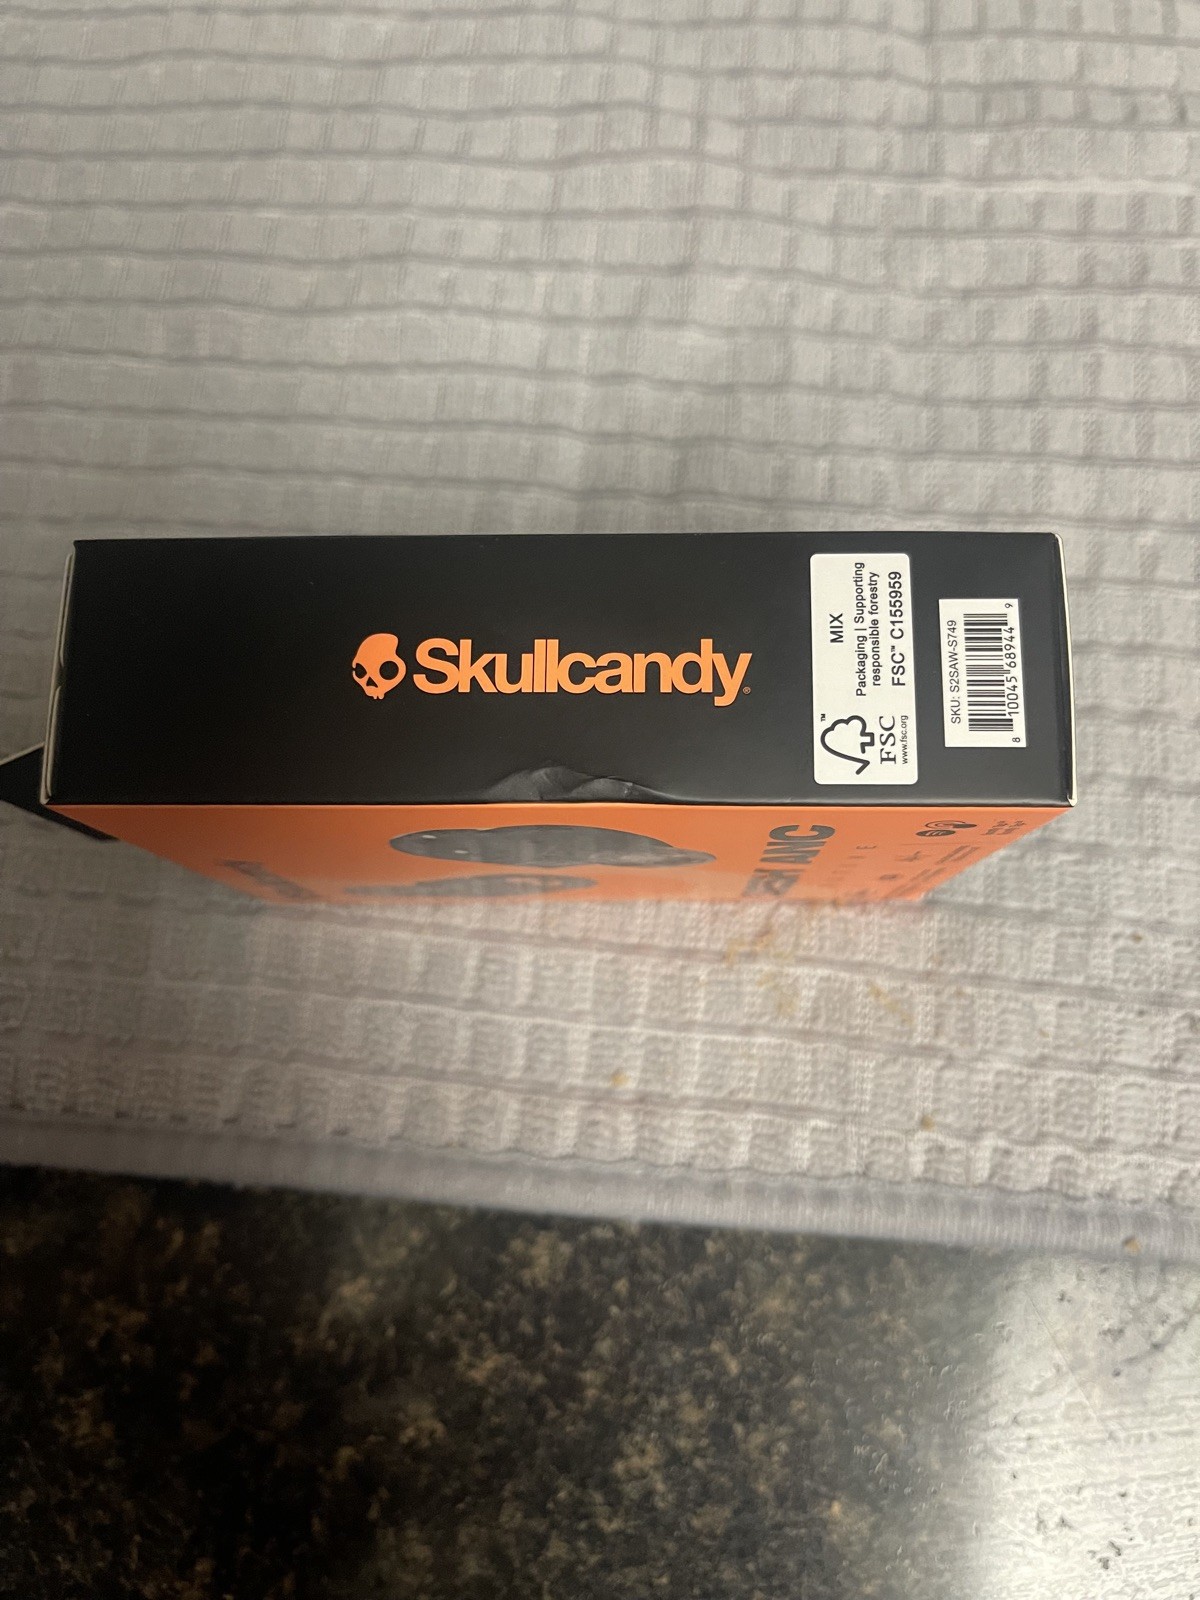 Skullcandy®
MIX
Packaging | Supporting
responsible forestry
FSC™ C155959
™
FSC
www.fsc.org
SKU: S2SAW-S749
8 10045 68944 9
ANC